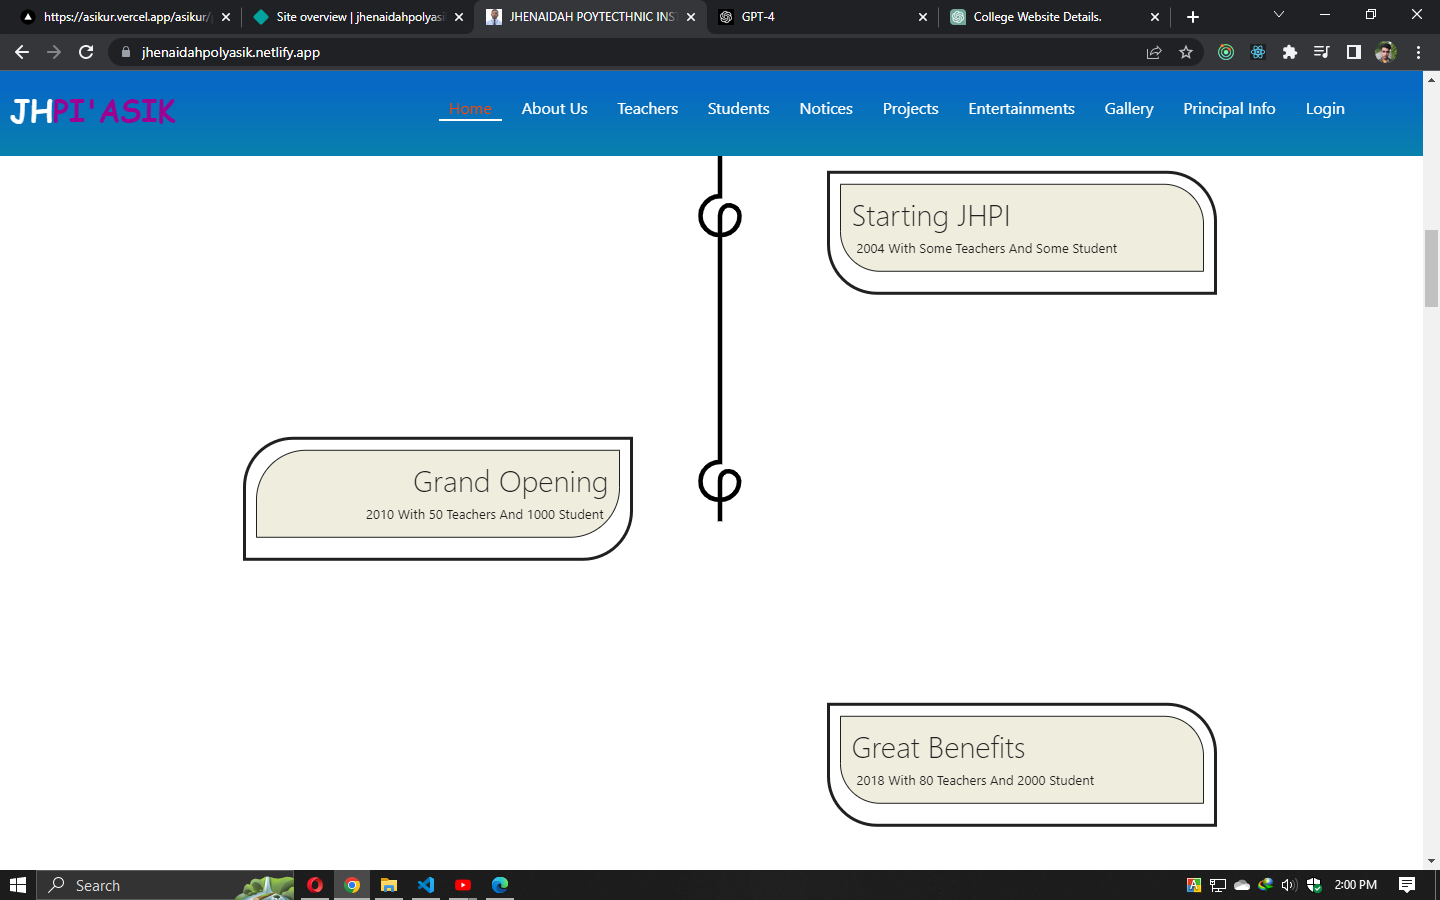 https://asikur.vercel.app/asikur/
Site overview | jhenaidahpolyasi
JHENAIDAH POYTECTHNIC INST
GPT-4
College Website Details.
jhenaidahpolyasik.netlify.app
JHPI'ASIK
Home
About Us
Teachers
Students
Notices
Projects
Entertainments
Gallery
Principal Info
Login
Starting JHPI
2004 With Some Teachers And Some Student
Grand Opening
2010 With 50 Teachers And 1000 Student
Great Benefits
2018 With 80 Teachers And 2000 Student
Search
2:00 PM